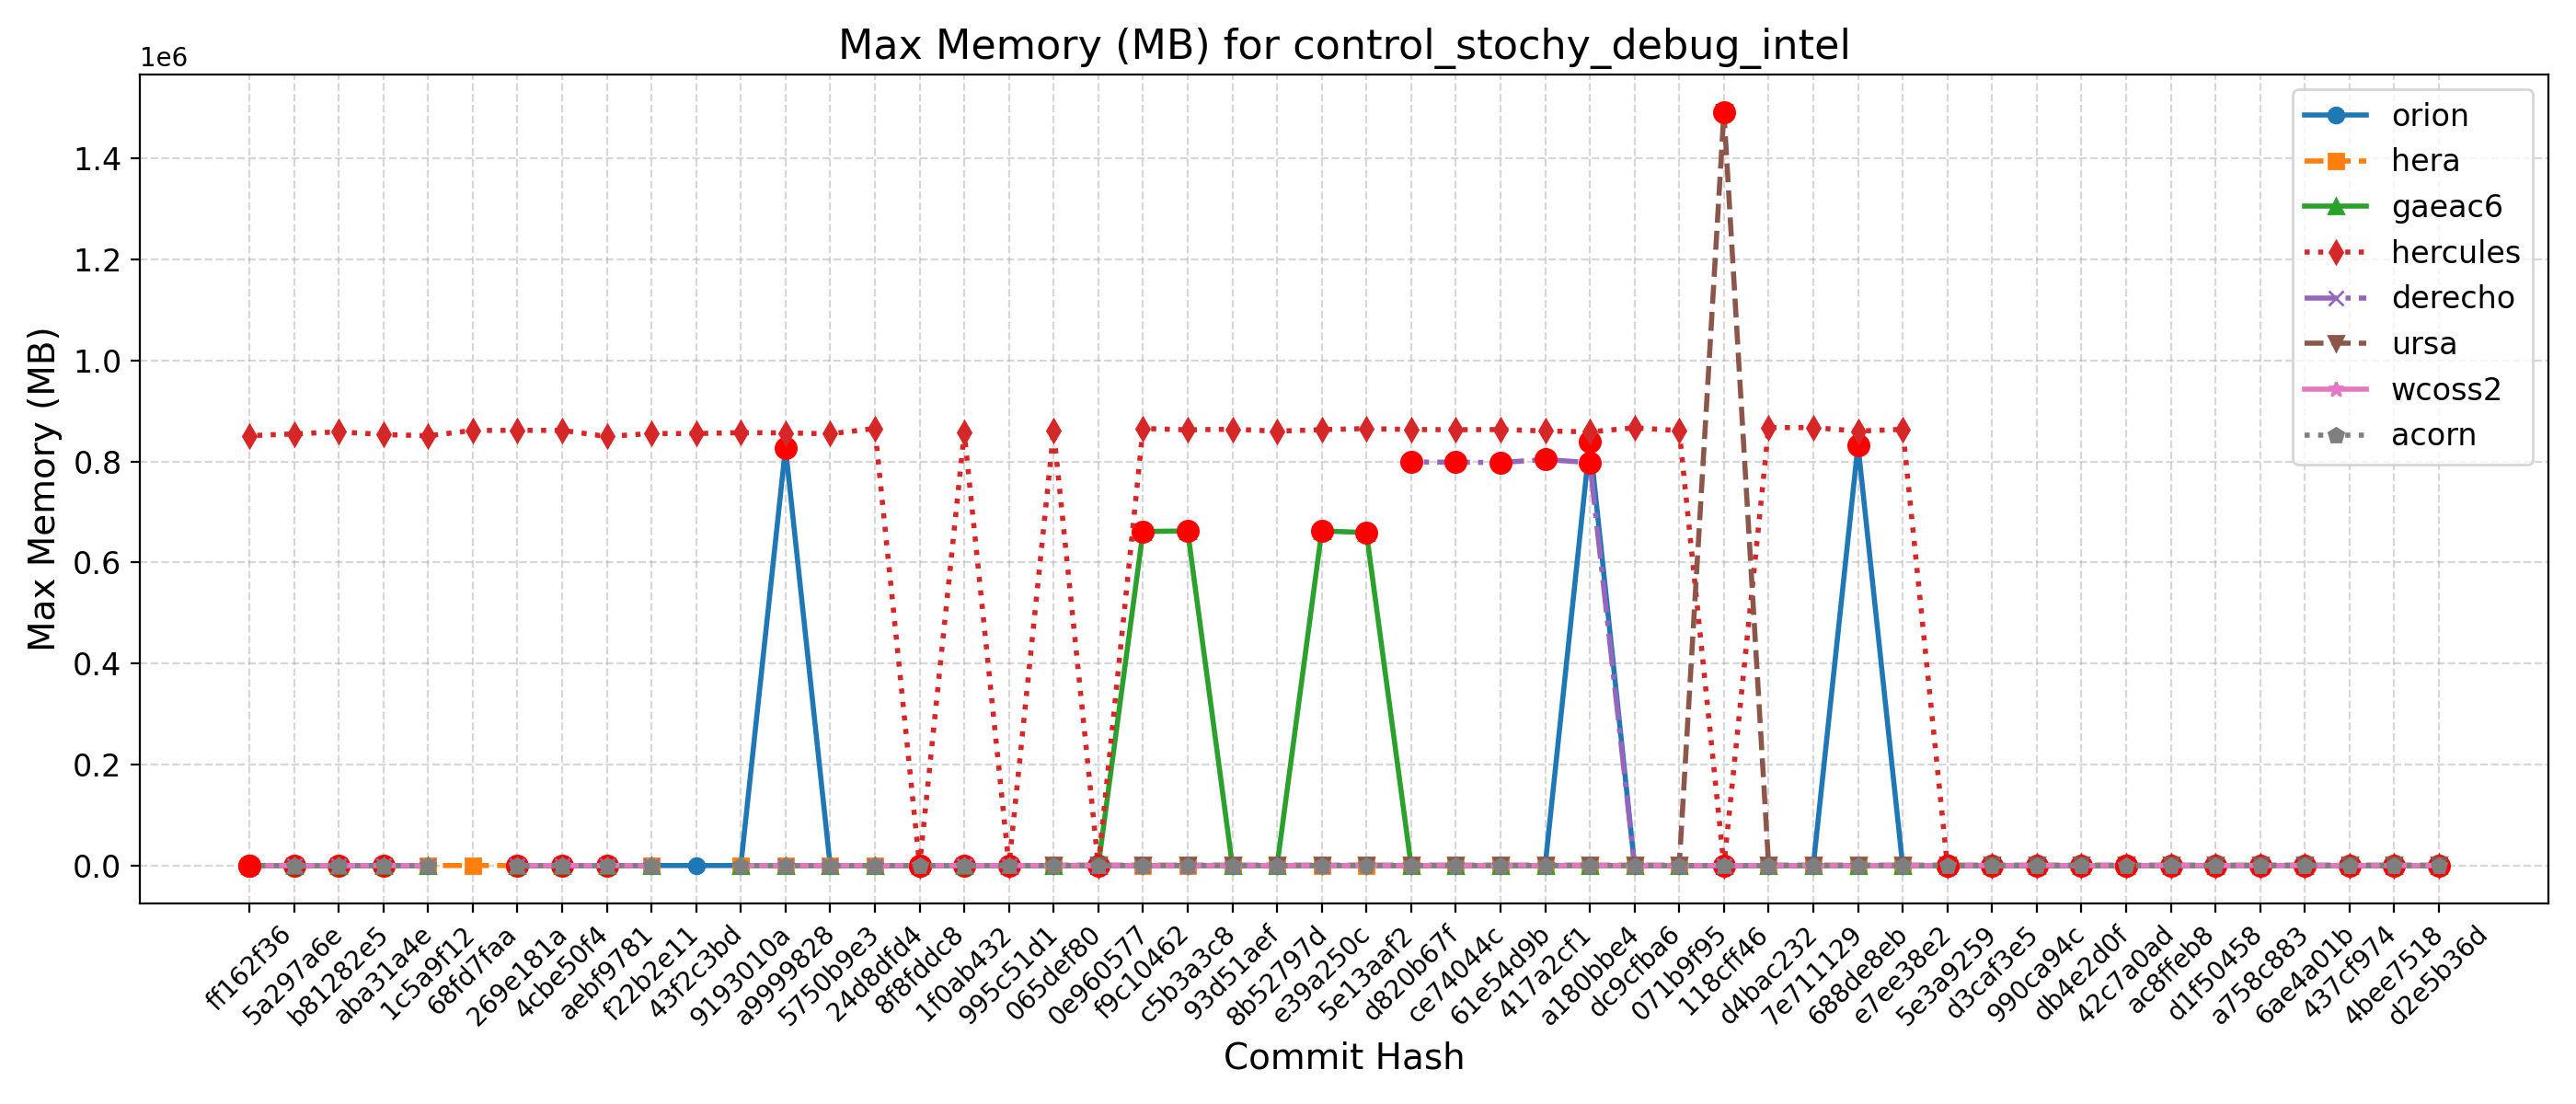 Max Memory (MB) for control_stochy_debug_intel
1e6
1.4
1.2
1.0
0.8
0.6
0.4
0.2
0.0
Max Memory (MB)
orion
hera
gaeac6
hercules
derecho
ursa
wcoss2
acorn
ff162f36
5a297a6e
b81282e5
aba31a4e
1c5a9f12
68fd7faa
269e181a
4cbe50f4
aebf9781
f22b2e11
43f2c3bd
9193010a
a9999828
5750b9e3
24d8dfd4
8f8fddc8
1f0ab432
995c51d1
065def80
0e960577
f9c10462
c5b3a3c8
93d51aef
8b52797d
e39a250c
5e13aaf2
d820b67f
ce74044c
61e54d9b
417a2cf1
a180bbe4
dc9cfba6
071b9f95
118cff46
d4bac232
7e711129
688de8eb
e7ee38e2
5e3a9259
d3caf3e5
990ca94c
db4e2d0f
42c7a0ad
ac8ffeb8
d1f50458
a758c883
6ae4a01b
437cf974
4bee7518
d2e5b36d
Commit Hash